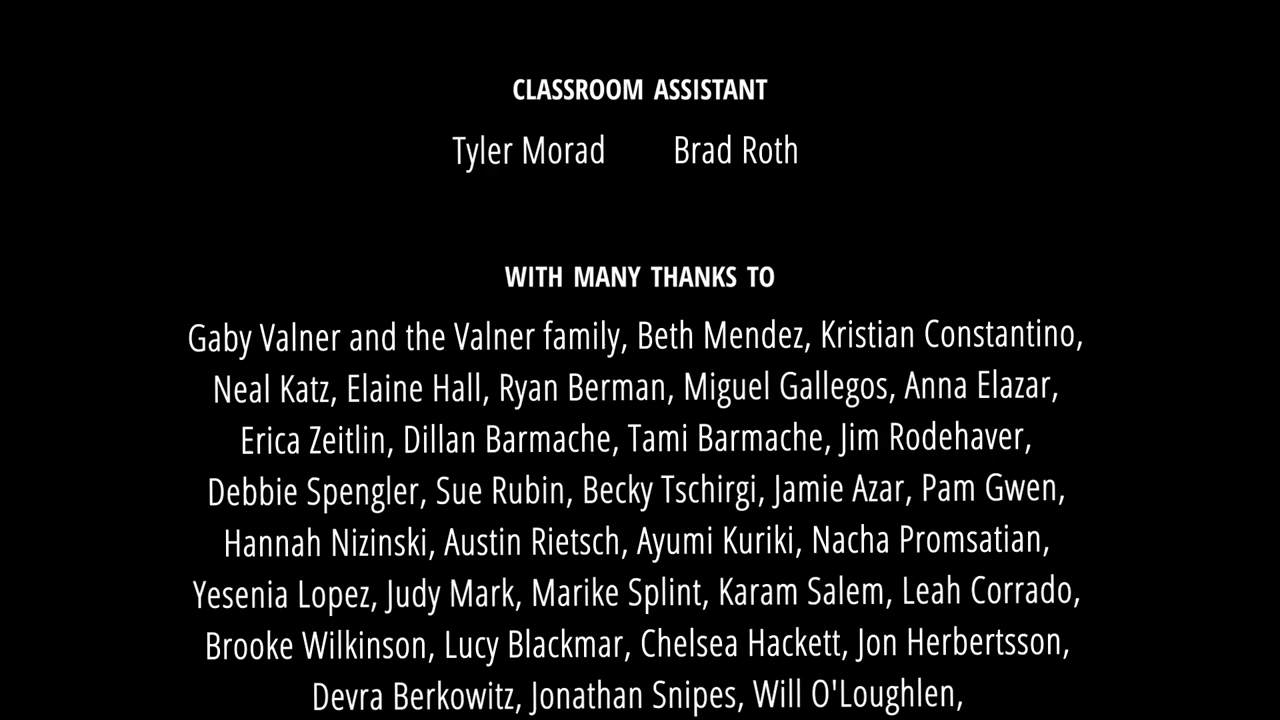 CLASSROOM ASSISTANT
Tyler Morad Brad Roth
WITH MANY THANKS TO
Gaby Valner and the Valner family, Beth Mendez, Kristian Constantino,
Neal Katz, Elaine Hall, Ryan Berman, Miguel Gallegos, Anna Elazar,
Erica Zeitlin, Dillan Barmache, Tami Barmache, Jim Rodehaver,
Debbie Spengler, Sue Rubin, Becky Tschirgi, Jamie Azar, Pam Gwen,
Hannah Nizinski, Austin Rietsch, Ayumi Kuriki, Nacha Promsatian,
Yesenia Lopez, Judy Mark, Marike Splint, Karam Salem, Leah Corrado,
Brooke Wilkinson, Lucy Blackmar, Chelsea Hackett, Jon Herbertsson,
Devra Berkowitz, Jonathan Snipes, Will O'Loughlen,